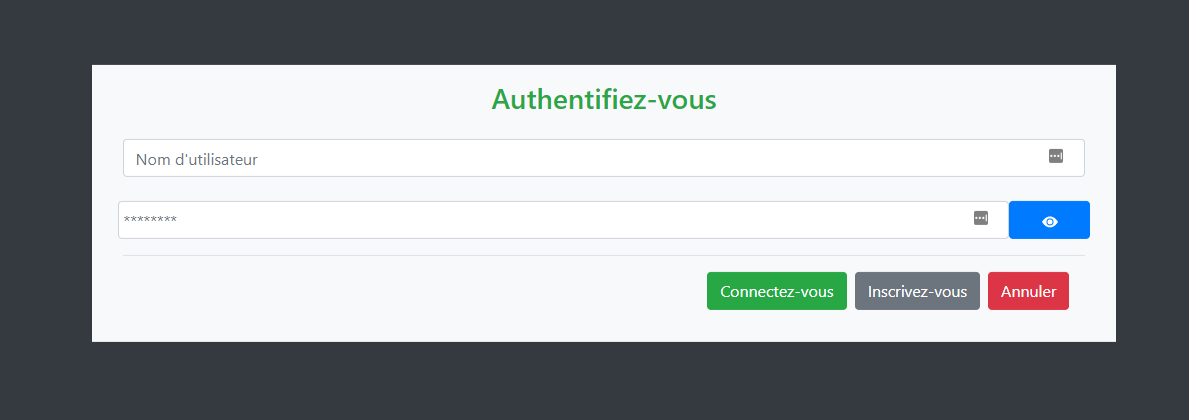 Authentifiez-vous
Nom d'utilisateur
********
Connectez-vous Inscrivez-vous Annuler